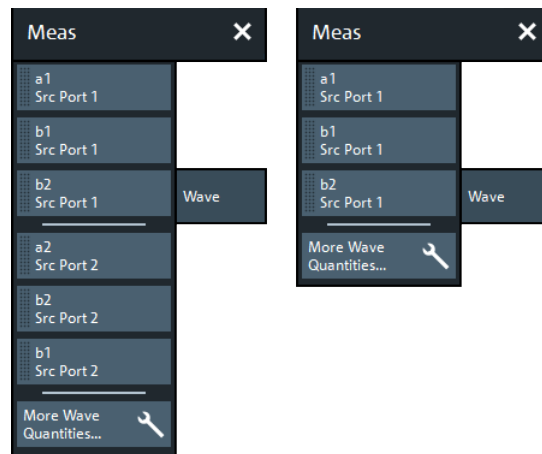 Meas
a1
Src Port 1
b1
Src Port 1
b2
Src Port 1
Wave
a2
Src Port 2
b2
Src Port 2
b1
Src Port 2
More Wave
Quantities...
Meas
a1
Src Port 1
b1
Src Port 1
b2
Src Port 1
Wave
More Wave
Quantities...